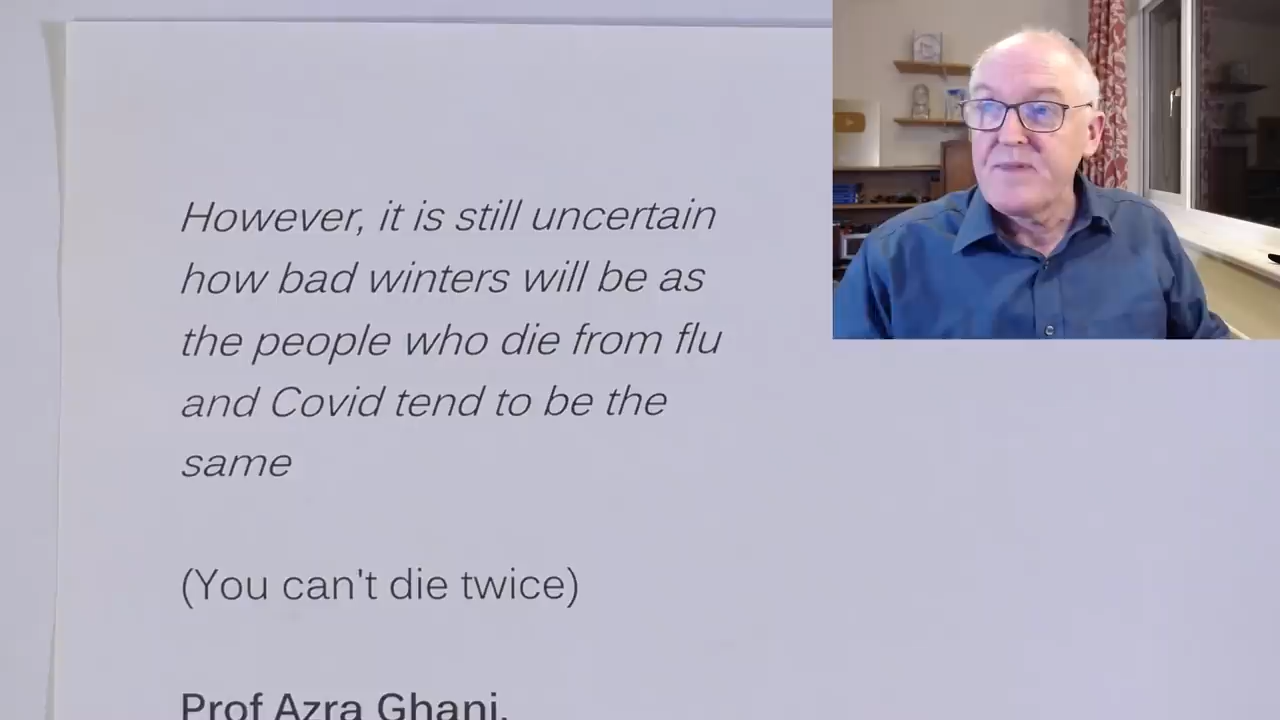 However, it is still uncertain
how bad winters will be as
the people who die from flu
and Covid tend to be the
same
(You can't die twice)
Prof Azra Ghani,